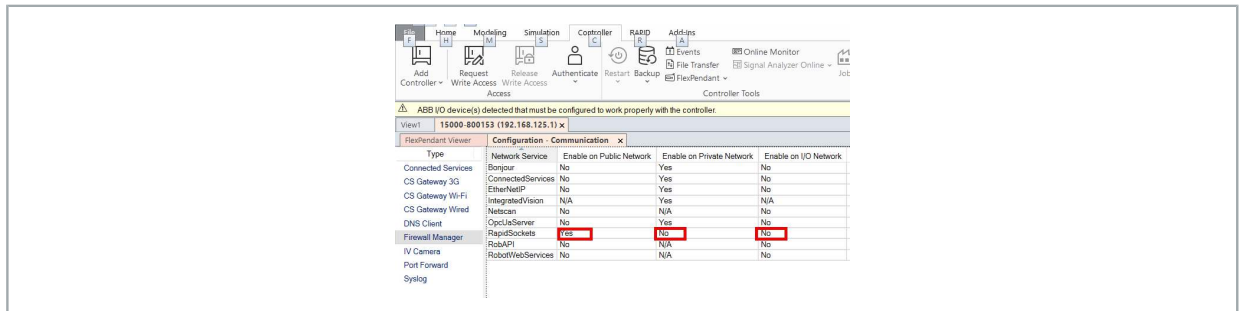 File Home Modeling Simulation Controller RAPID Add-Ins
F H M S C R A
Add Controller
Request Write Access
Release Write Access
Authenticate
Restart
Backup
Events
File Transfer
FlexPendant
Online Monitor
Signal Analyzer Online
Job
Access
Controller Tools
ABB I/O device(s) detected that must be configured to work properly with the controller.
View1 15000-800153 (192.168.125.1) x
FlexPendant Viewer Configuration - Communication x
Type
Connected Services
CS Gateway 3G
CS Gateway Wi-Fi
CS Gateway Wired
DNS Client
Firewall Manager
IV Camera
Port Forward
Syslog
Network Service Enable on Public Network Enable on Private Network Enable on I/O Network
Bonjour No Yes No
ConnectedServices No Yes No
EtherNetIP No Yes No
IntegratedVision N/A Yes N/A
Netscan No N/A No
OpcUaServer No Yes No
RapidSockets Yes No No
RobAPI No N/A No
RobotWebServices No N/A No